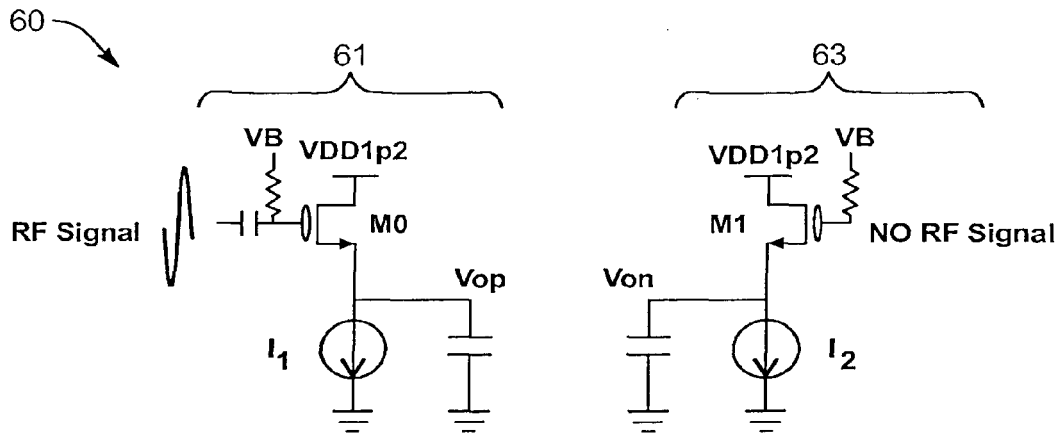 60
61
63
VB
VDD1p2
RF Signal
M0
Vop
I1
VB
VDD1p2
M1
NO RF Signal
Von
I2